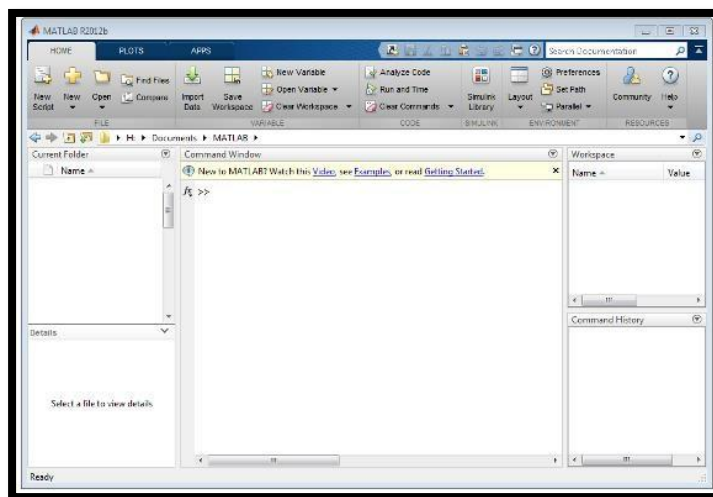 MATLAB R2012b
HOME PLOTS APPS Search Documentation
New Script New Open Find Files Compare
Import Data Save Workspace New Variable Open Variable Clear Workspace
Analyze Code Run and Time Clear Commands
Simulink Library Layout Preferences Set Path Parallel
Community Help
FILE VARIABLE CODE SIMULINK ENVIRONMENT RESOURCES
H: Documents MATLAB
Current Folder
Name
Command Window
New to MATLAB? Watch this Video, see Examples, or read Getting Started.
fx >>
Workspace
Name Value
Command History
Details
Select a file to view details
Ready